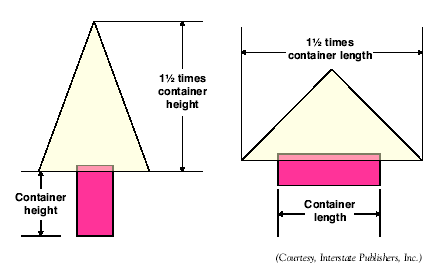 1½ times
container
height
Container
height
1½ times
container length
Container
length
(Courtesy, Interstate Publishers, Inc.)